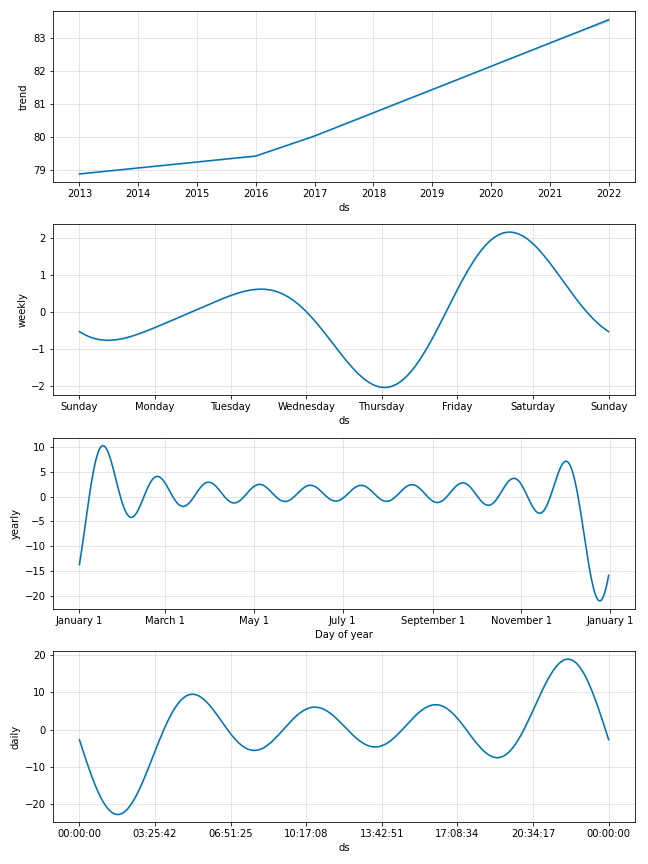 trend
83
82
81
80
79
2013 2014 2015 2016 2017 2018 2019 2020 2021 2022
ds
weekly
2
1
0
−1
−2
Sunday Monday Tuesday Wednesday Thursday Friday Saturday Sunday
ds
yearly
10
5
0
−5
−10
−15
−20
January 1 March 1 May 1 July 1 September 1 November 1 January 1
Day of year
daily
20
10
0
−10
−20
00:00:00 03:25:42 06:51:25 10:17:08 13:42:51 17:08:34 20:34:17 00:00:00
ds